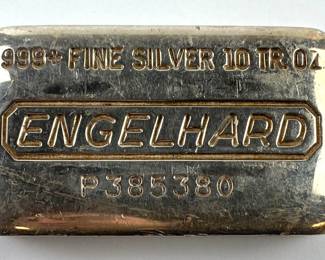 999+ FINE SILVER 10 TR OZ
ENGELHARD
P385380